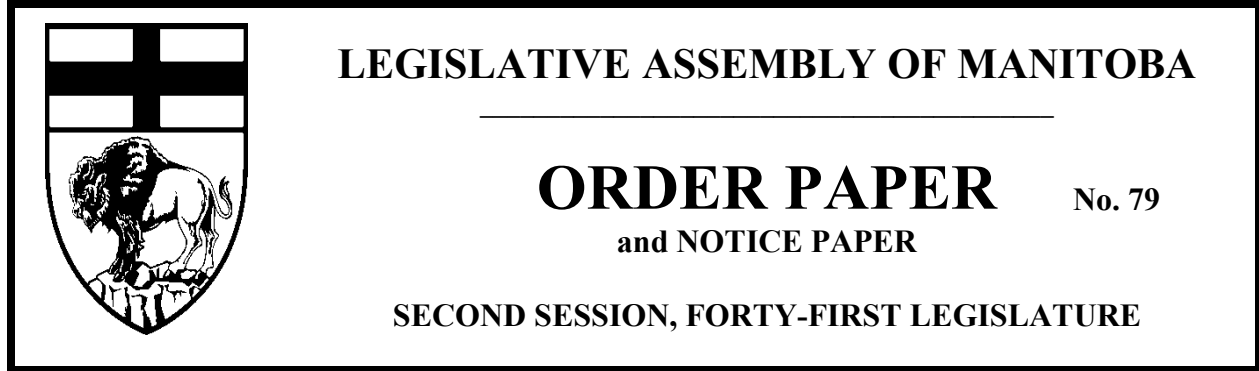 LEGISLATIVE ASSEMBLY OF MANITOBA
ORDER PAPER No. 79
and NOTICE PAPER
SECOND SESSION, FORTY-FIRST LEGISLATURE